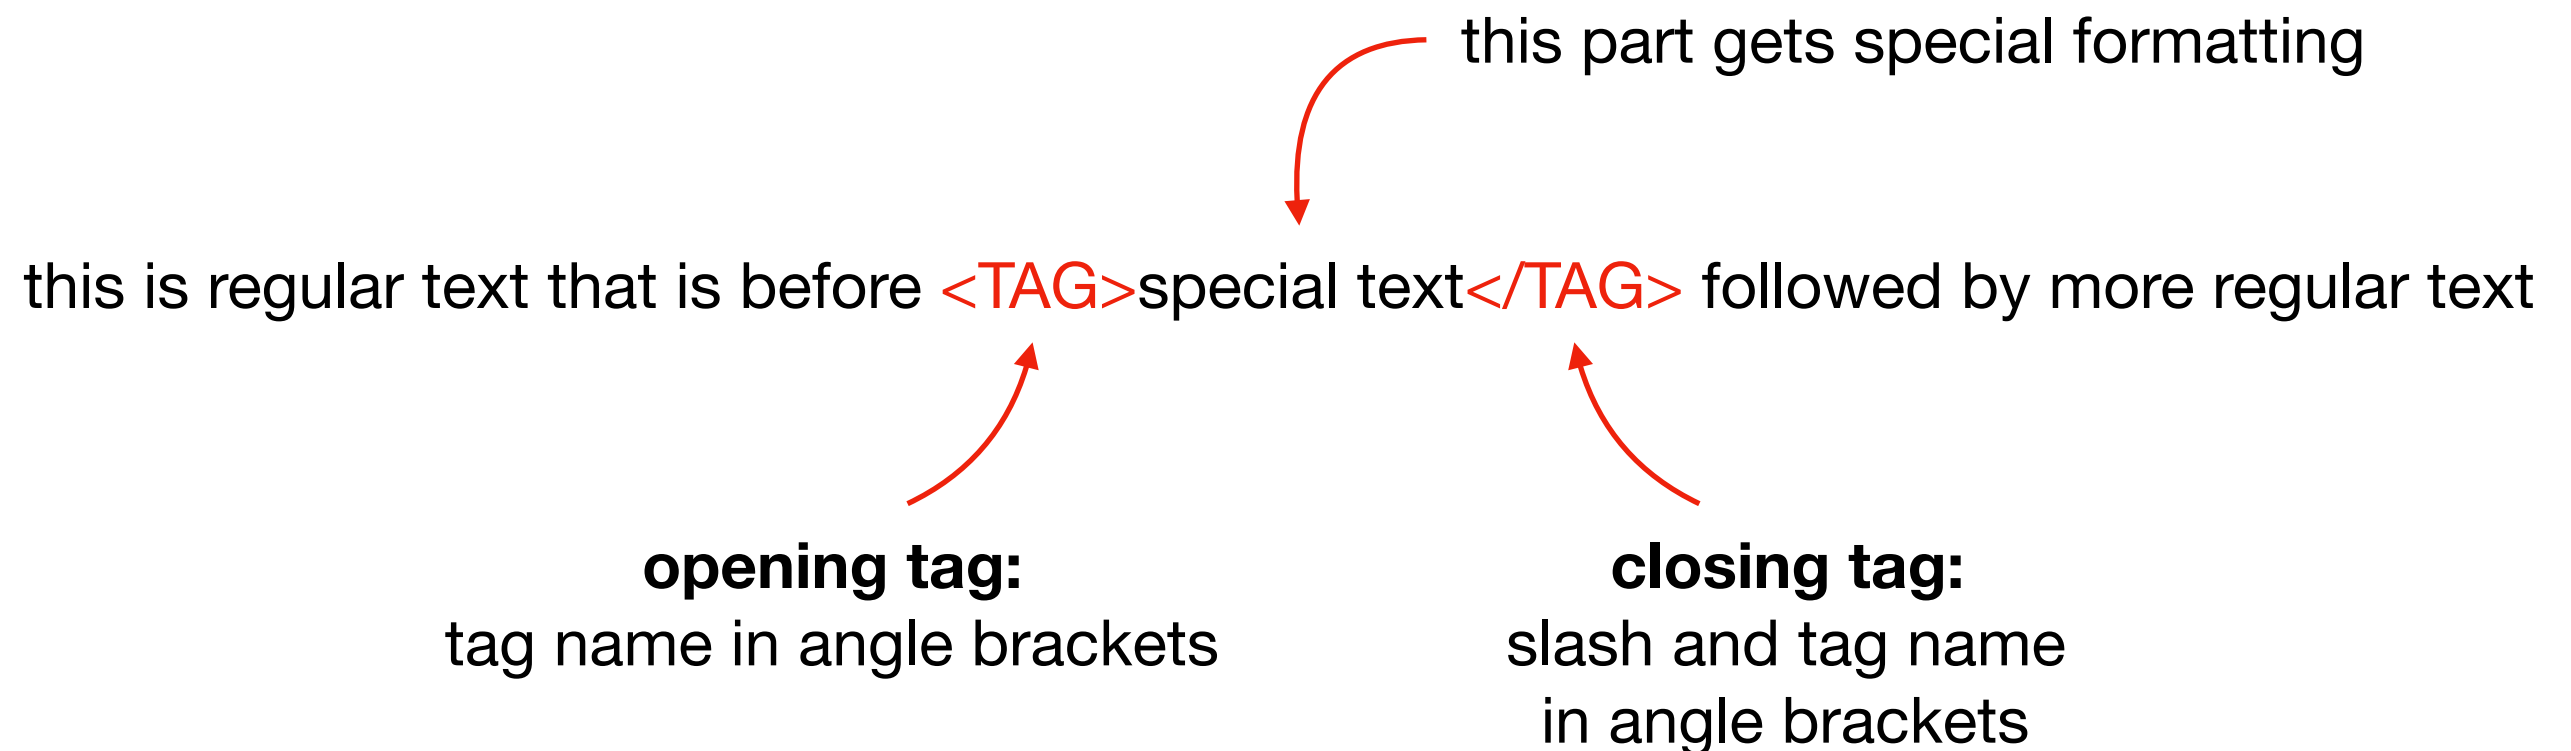 this part gets special formatting
this is regular text that is before <TAG>special text</TAG> followed by more regular text
opening tag:
tag name in angle brackets
closing tag:
slash and tag name
in angle brackets